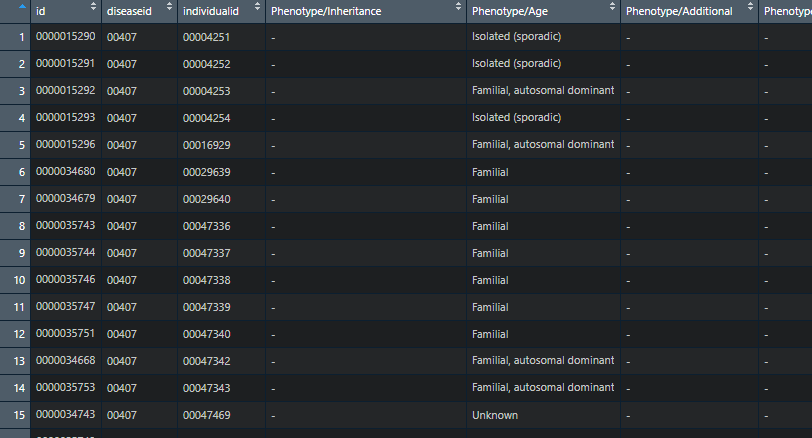 id diseaseid individualid Phenotype/Inheritance Phenotype/Age Phenotype/Additional Phenotyp
1 0000015290 00407 00004251 - Isolated (sporadic) - -
2 0000015291 00407 00004252 - Isolated (sporadic) - -
3 0000015292 00407 00004253 - Familial, autosomal dominant - -
4 0000015293 00407 00004254 - Isolated (sporadic) - -
5 0000015296 00407 00016929 - Familial, autosomal dominant - -
6 0000034680 00407 00029639 - Familial - -
7 0000034679 00407 00029640 - Familial - -
8 0000035743 00407 00047336 - Familial - -
9 0000035744 00407 00047337 - Familial - -
10 0000035746 00407 00047338 - Familial - -
11 0000035747 00407 00047339 - Familial - -
12 0000035751 00407 00047340 - Familial - -
13 0000034668 00407 00047342 - Familial, autosomal dominant - -
14 0000035753 00407 00047343 - Familial, autosomal dominant - -
15 0000034743 00407 00047469 - Unknown - -